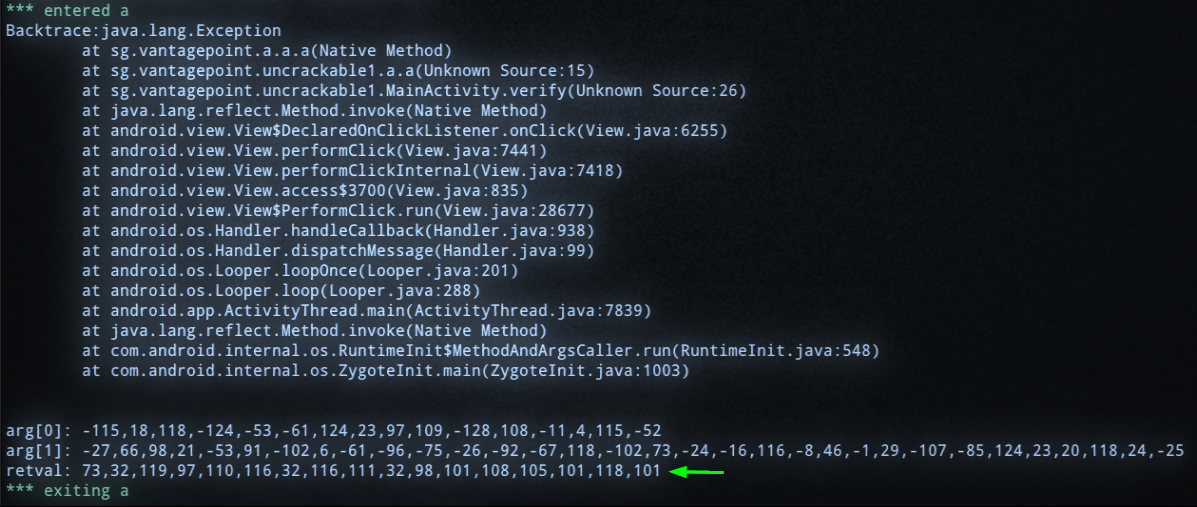 *** entered a
Backtrace:java.lang.Exception
at sg.vantagepoint.a.a.a(Native Method)
at sg.vantagepoint.uncrackable1.a.a(Unknown Source:15)
at sg.vantagepoint.uncrackable1.MainActivity.verify(Unknown Source:26)
at java.lang.reflect.Method.invoke(Native Method)
at android.view.View$DeclaredOnClickListener.onClick(View.java:6255)
at android.view.View.performClick(View.java:7441)
at android.view.View.performClickInternal(View.java:7418)
at android.view.View.access$3700(View.java:835)
at android.view.View$PerformClick.run(View.java:28677)
at android.os.Handler.handleCallback(Handler.java:938)
at android.os.Handler.dispatchMessage(Handler.java:99)
at android.os.Looper.loopOnce(Looper.java:201)
at android.os.Looper.loop(Looper.java:288)
at android.app.ActivityThread.main(ActivityThread.java:7839)
at java.lang.reflect.Method.invoke(Native Method)
at com.android.internal.os.RuntimeInit$MethodAndArgsCaller.run(RuntimeInit.java:548)
at com.android.internal.os.ZygoteInit.main(ZygoteInit.java:1003)
arg[0]: -115,18,118,-124,-53,-61,124,23,97,109,-128,108,-11,4,115,-52
arg[1]: -27,66,98,21,-53,91,-102,6,-61,-96,-75,-26,-92,-67,118,-102,73,-24,-16,116,-8,46,-1,29,-107,-85,124,23,20,118,24,-25
retval: 73,32,119,97,110,116,32,116,111,32,98,101,108,105,101,118,101
*** exiting a